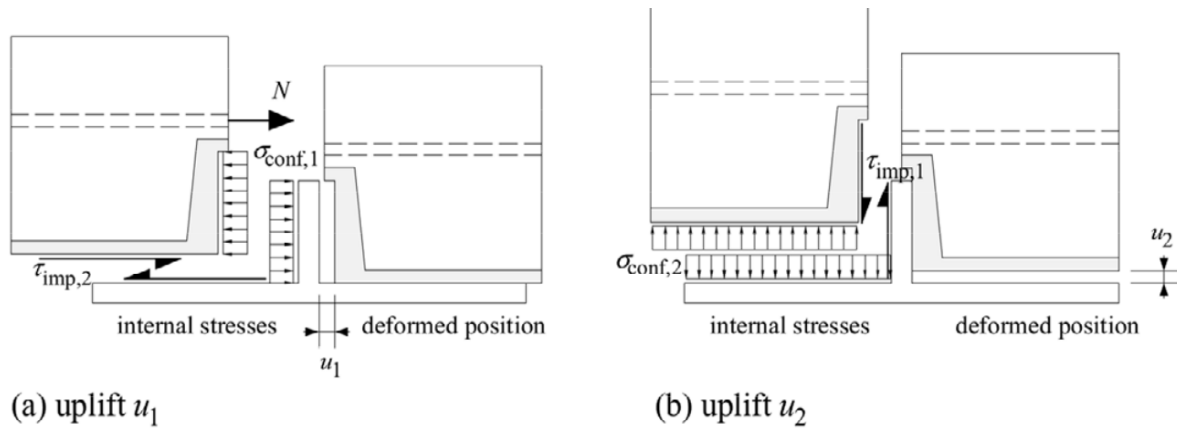 N
σconf,1
τimp,2
internal stresses
deformed position
u1
(a) uplift u1
τimp,1
u2
σconf,2
internal stresses
deformed position
(b) uplift u2